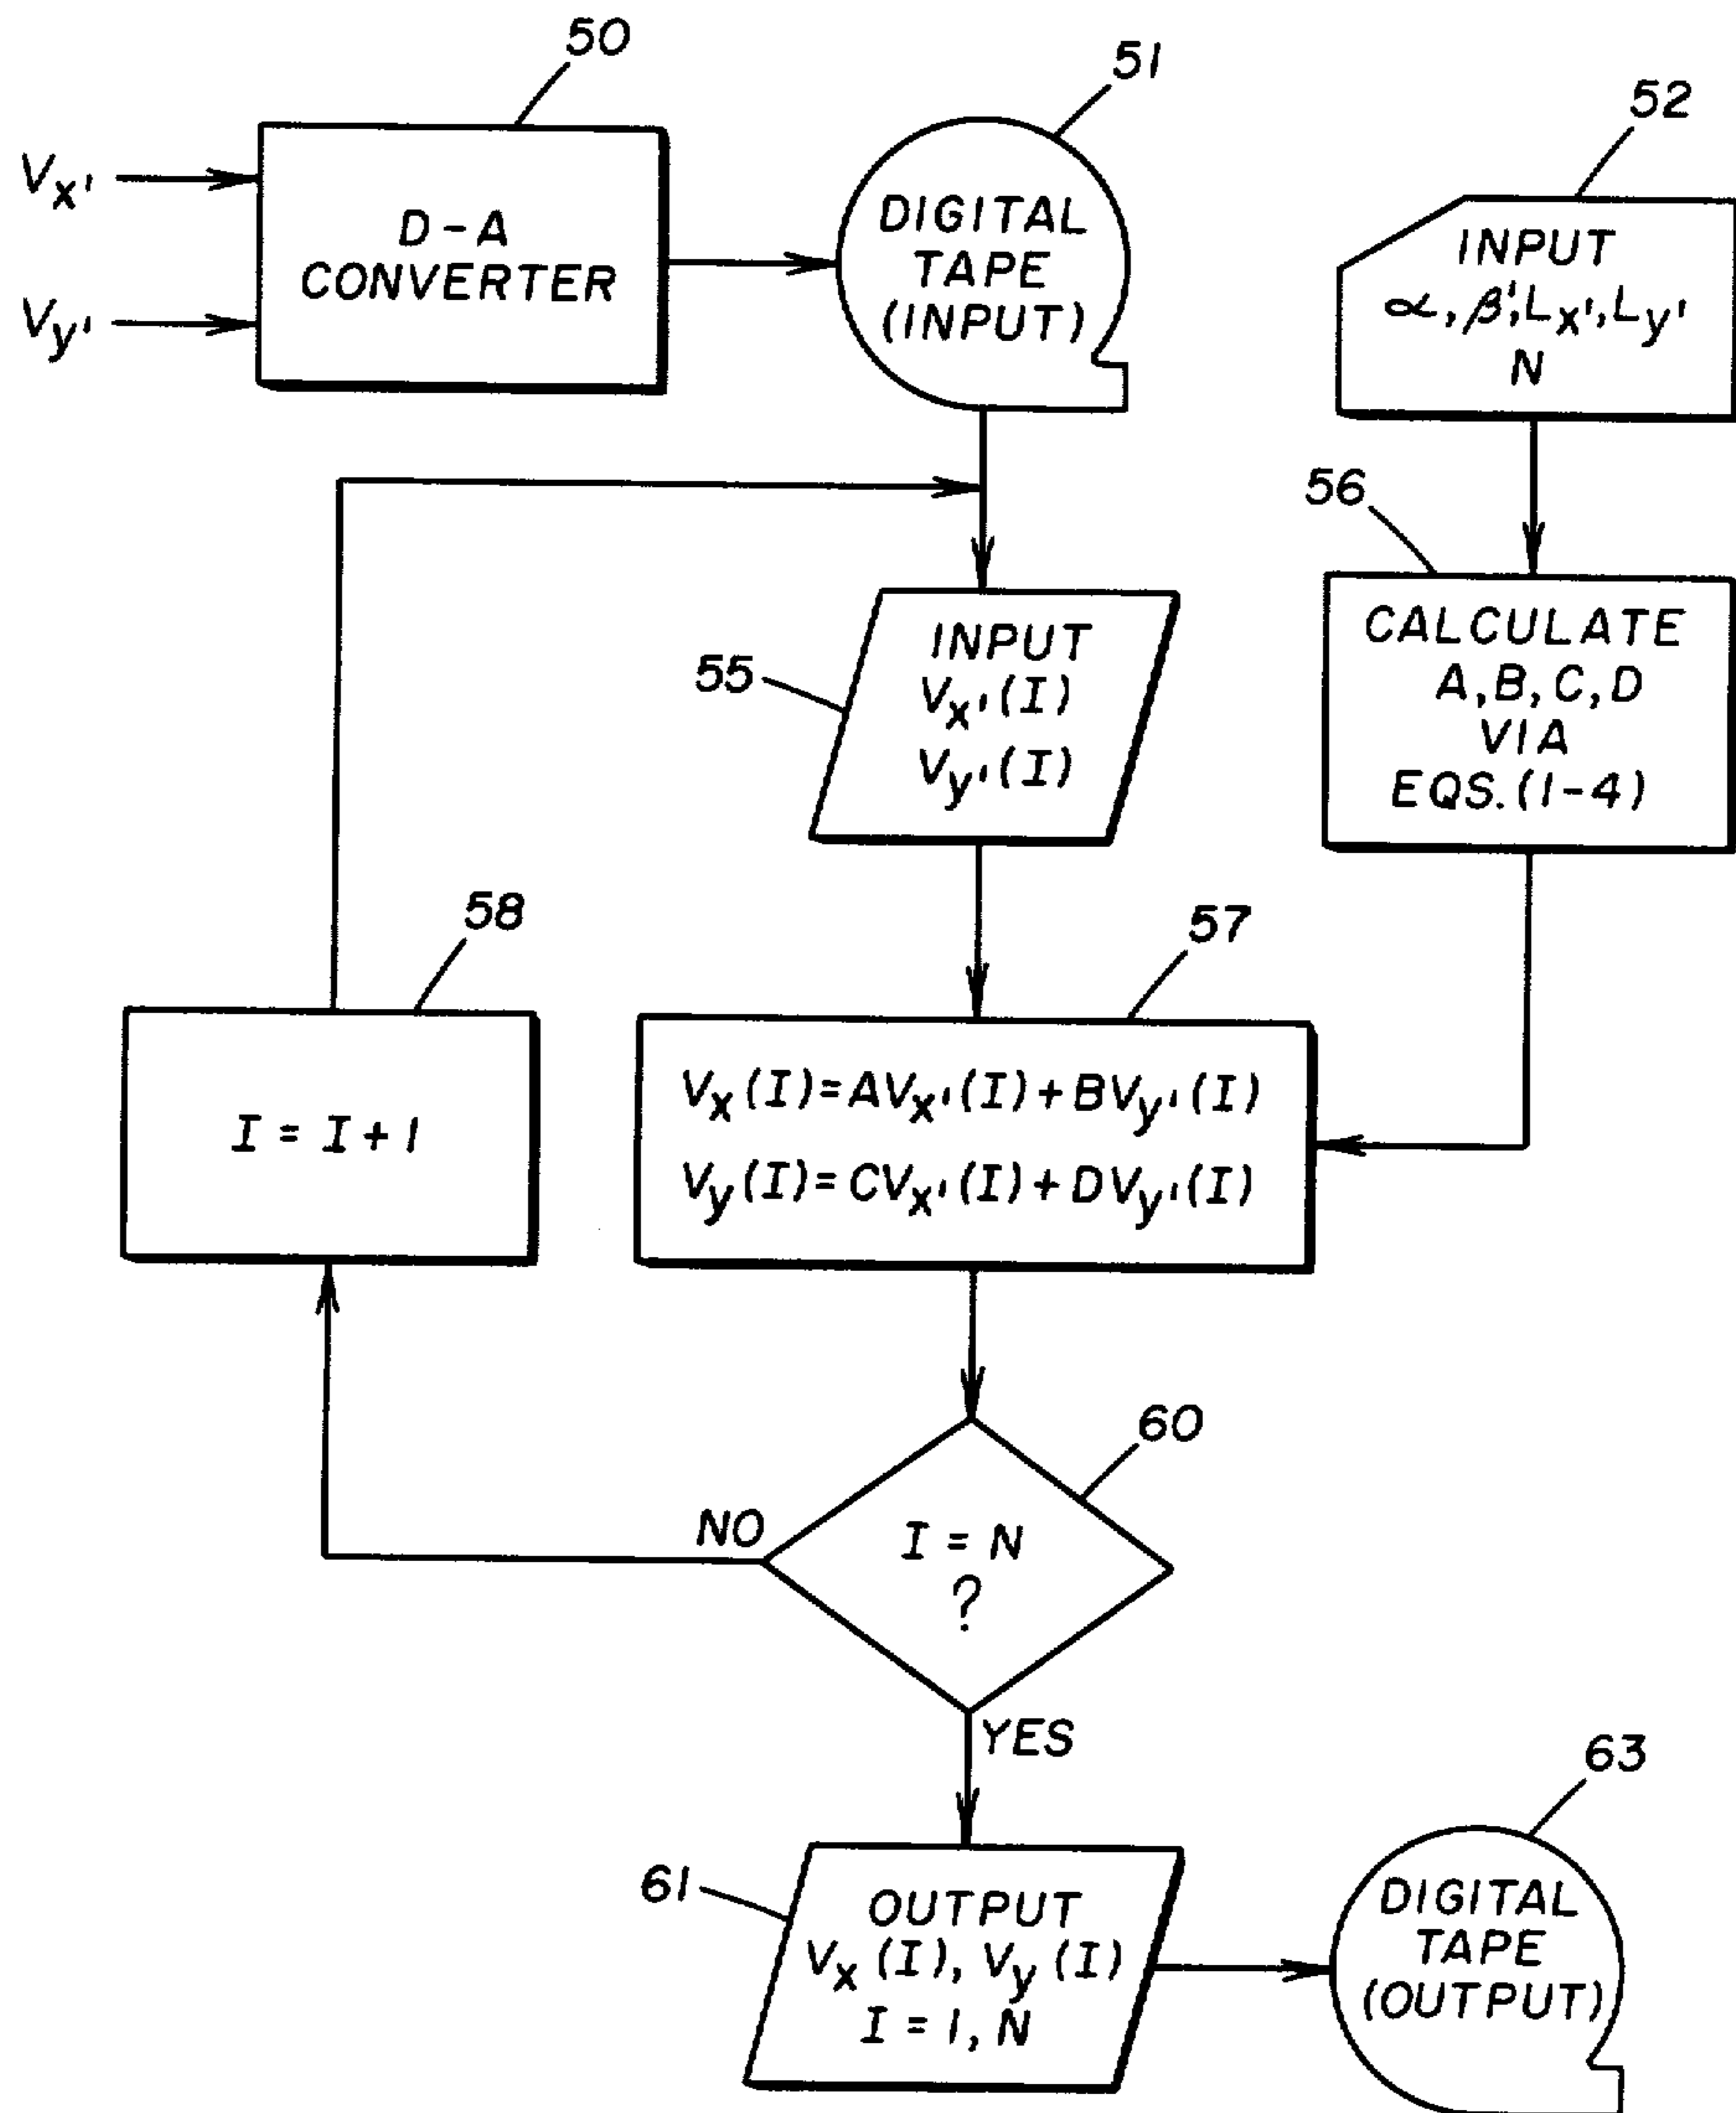 50
51
52
Vx'
Vy'
D-A
CONVERTER
DIGITAL
TAPE
(INPUT)
INPUT
α, β', Lx', Ly'
N
56
55
INPUT
Vx'(I)
Vy'(I)
CALCULATE
A, B, C, D
VIA
EQS. (1-4)
58
57
I = I + 1
Vx(I) = AVx'(I) + BVy'(I)
Vy(I) = CVx'(I) + DVy'(I)
60
NO
I = N
?
YES
63
61
OUTPUT
Vx(I), Vy(I)
I = 1, N
DIGITAL
TAPE
(OUTPUT)